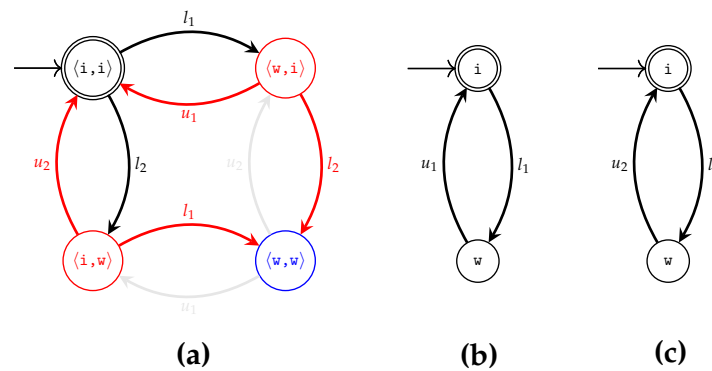 l₁
⟨i,i⟩ ⟨w,i⟩ i i
u₁
u₂ l₂ u₂ l₂ u₁ l₁ u₂ l
l₁
⟨i,w⟩ ⟨w,w⟩ w w
u₁
(a) (b) (c)